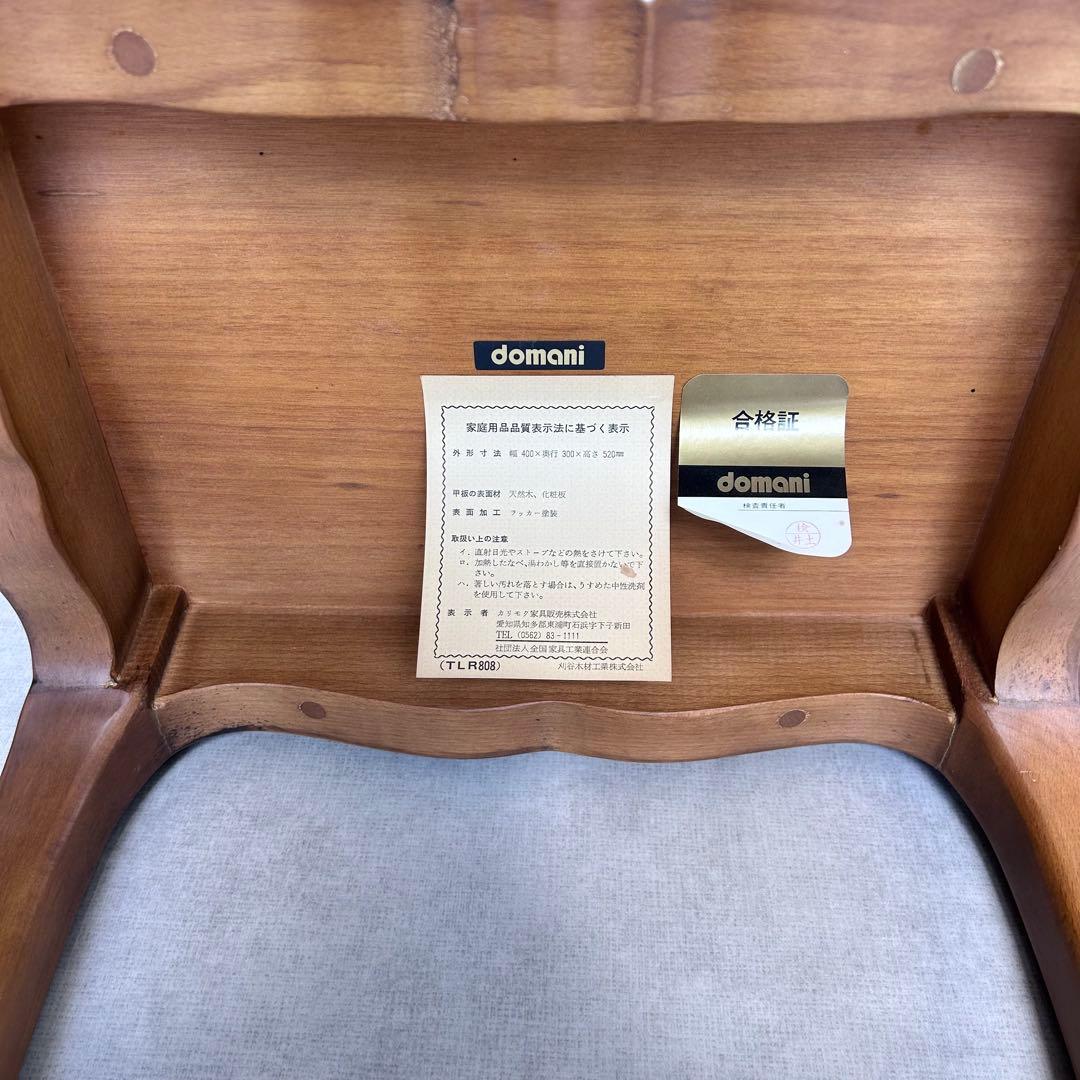 domani
家庭用品品質表示法に基づく表示
外形寸法 幅 400×奥行 300×高さ 520mm
甲板の表面材 天然木、化粧板
表面加工 ラッカー塗装
取扱い上の注意
イ. 直射日光やストーブなどの熱をさけて下さい。
ロ. 加熱したなべ、湯わかし等を直接置かないで下
さい。
ハ. 著しい汚れを落とす場合は、うすめた中性洗剤
を使用して下さい。
表示者 カリモク家具販売株式会社
愛知県知多郡東浦町石浜字下子新田
TEL (0562) 83-1111
社団法人全国家具工業連合会
(TLR808) 刈谷木材工業株式会社
合格証
domani
検査責任者
検
井上